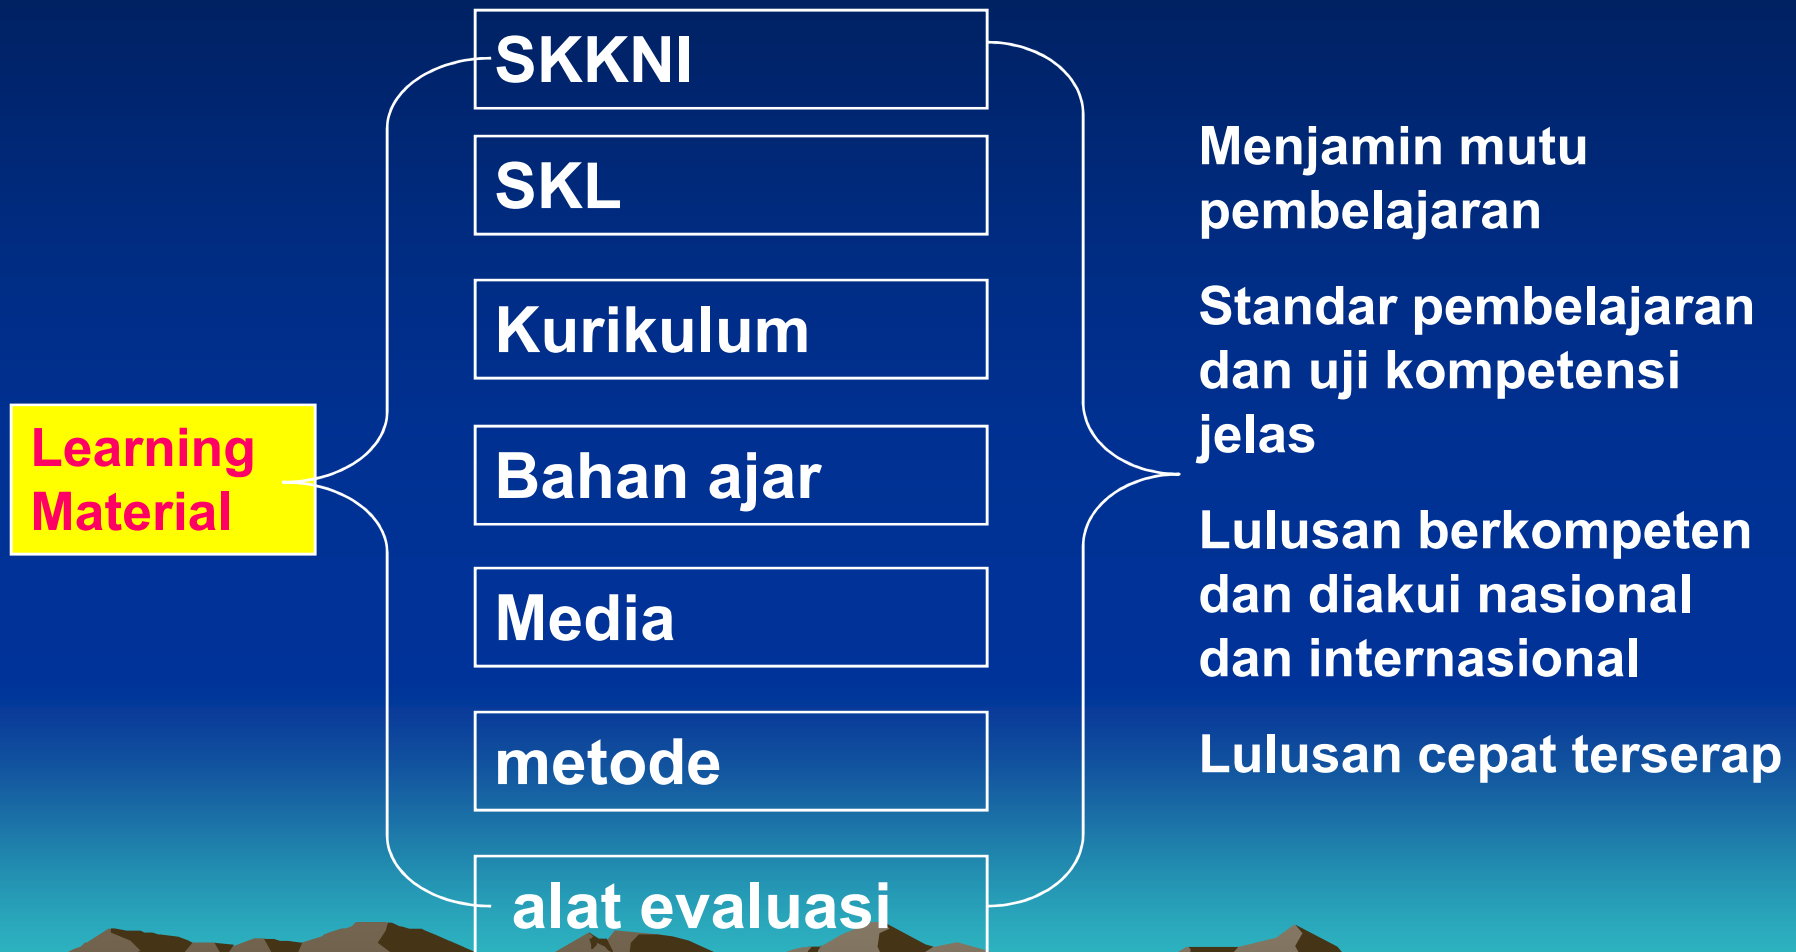 Learning
Material
SKKNI
SKL
Kurikulum
Bahan ajar
Media
metode
alat evaluasi
Menjamin mutu
pembelajaran
Standar pembelajaran
dan uji kompetensi
jelas
Lulusan berkompeten
dan diakui nasional
dan internasional
Lulusan cepat terserap